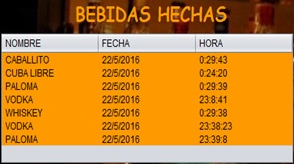 BEBIDAS HECHAS
NOMBRE FECHA HORA
CABALLITO 22/5/2016 0:29:43
CUBA LIBRE 22/5/2016 0:24:20
PALOMA 22/5/2016 0:29:39
VODKA 22/5/2016 23:8:41
WHISKEY 22/5/2016 0:29:38
VODKA 22/5/2016 23:38:23
PALOMA 22/5/2016 23:39:8